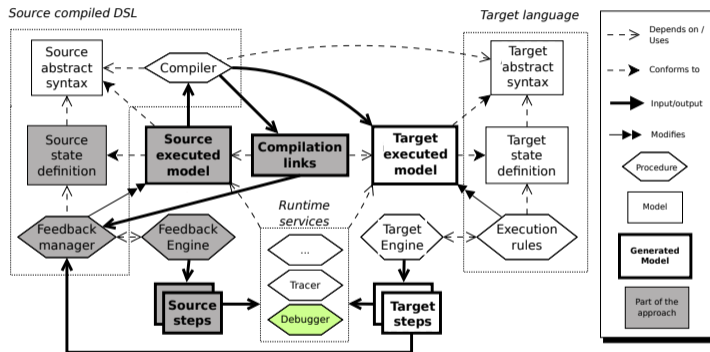 Source compiled DSL
Target language
Source
abstract
syntax
Compiler
Target
abstract
syntax
Source
state
definition
Source
executed
model
Compilation
links
Target
executed
model
Target
state
definition
Runtime
services
Feedback
manager
Feedback
Engine
...
Target
Engine
Execution
rules
Tracer
Source
steps
Debugger
Target
steps
Depends on /
Uses
Conforms to
Input/output
Modifies
Procedure
Model
Generated
Model
Part of the
approach